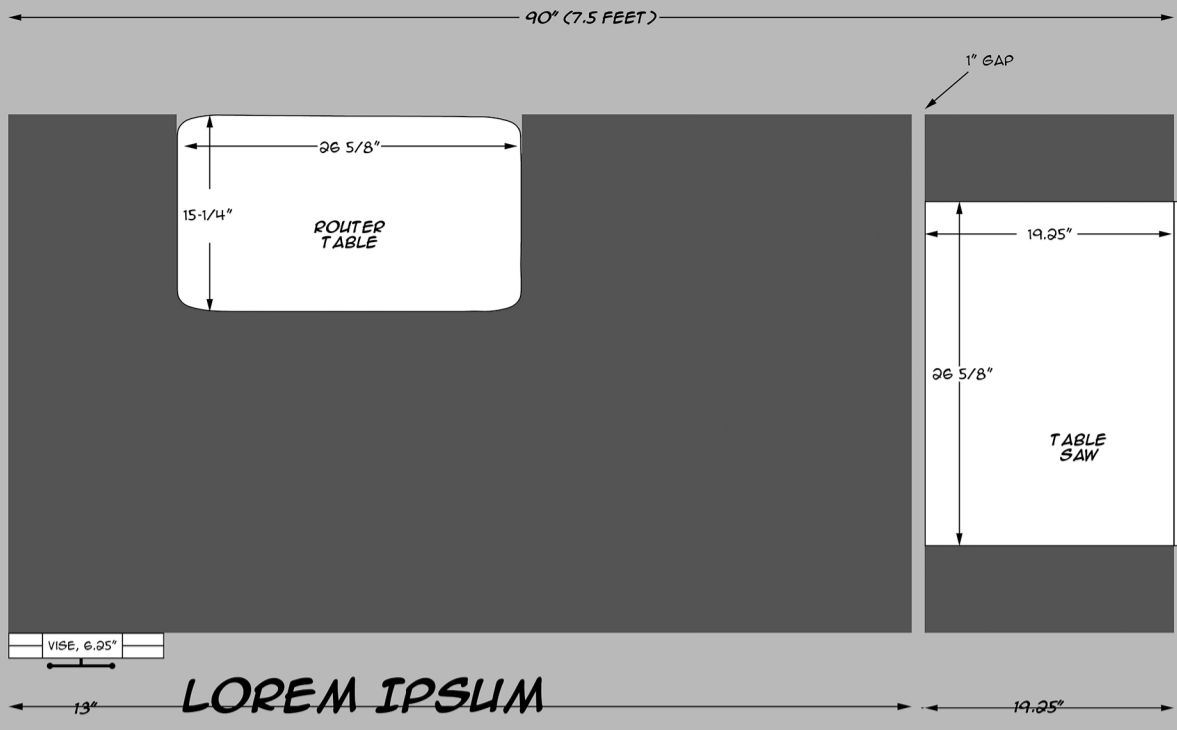 90" (7.5 FEET)
1" GAP
26 5/8"
15-1/4"
ROUTER
TABLE
19.25"
26 5/8"
TABLE
SAW
VISE, 6.25"
13"
LOREM IPSUM
19.25"